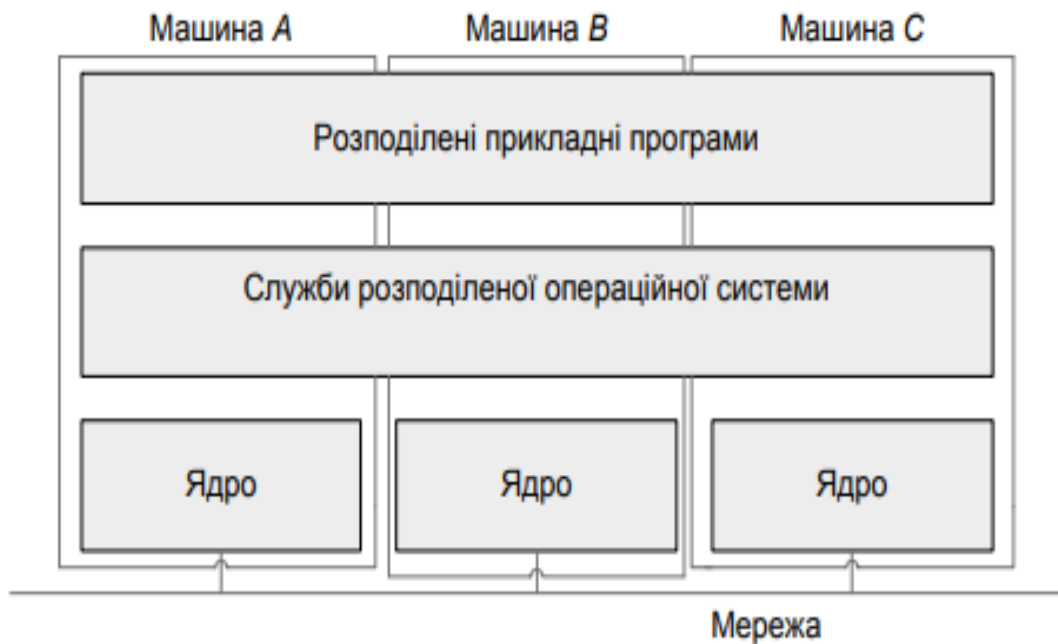 Машина A Машина B Машина C
Розподілені прикладні програми
Служби розподіленої операційної системи
Ядро Ядро Ядро
Мережа